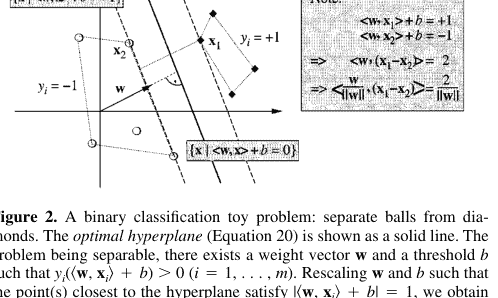 Note:
<w,x₁>+b = +1
<w,x₂>+b = −1
=> <w,(x₁−x₂)> = 2
=> <w/||w||,(x₁−x₂)> = 2/||w||
x₂
x₁
yᵢ = +1
yᵢ = −1
w
{x | <w,x> + b = 0}
Figure 2. A binary classification toy problem: separate balls from dia-
monds. The optimal hyperplane (Equation 20) is shown as a solid line. The
problem being separable, there exists a weight vector w and a threshold b
such that yᵢ(⟨w, xᵢ⟩ + b) > 0 (i = 1, . . . , m). Rescaling w and b such that
the point(s) closest to the hyperplane satisfy |⟨w, xᵢ⟩ + b| = 1, we obtain